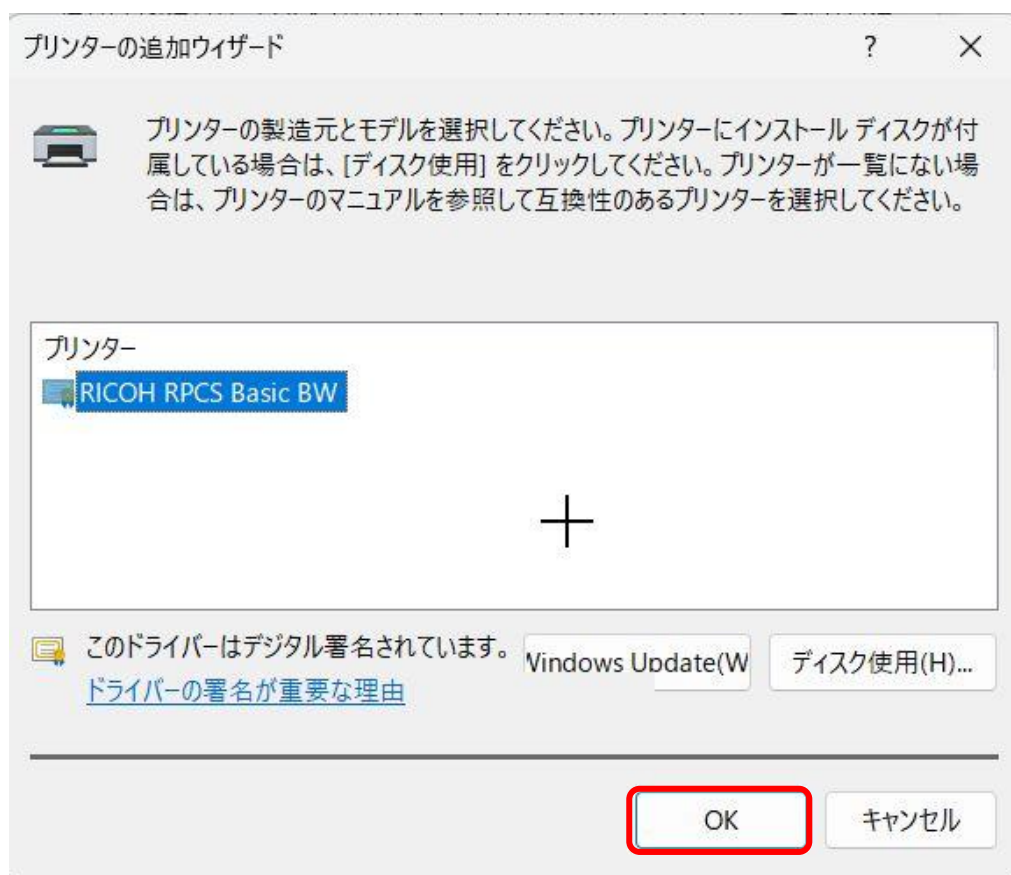 プリンターの追加ウィザード
?
プリンターの製造元とモデルを選択してください。プリンターにインストール ディスクが付
属している場合は、[ディスク使用] をクリックしてください。プリンターが一覧にない場
合は、プリンターのマニュアルを参照して互換性のあるプリンターを選択してください。
プリンター
RICOH RPCS Basic BW
このドライバーはデジタル署名されています。
ドライバーの署名が重要な理由
Windows Update(W
ディスク使用(H)...
OK
キャンセル